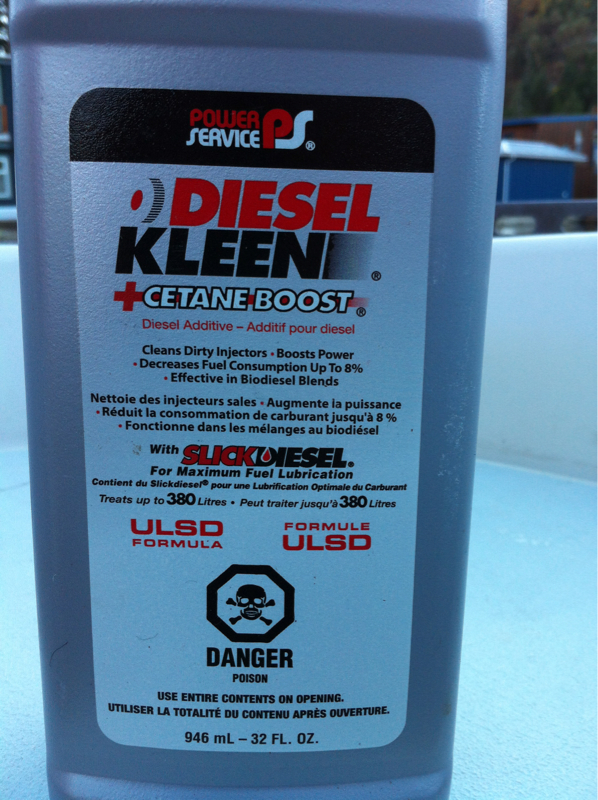 POWER
SERVICE PS®
DIESEL
KLEEN®
+CETANE BOOST®
Diesel Additive – Additif pour diesel
Cleans Dirty Injectors • Boosts Power
• Decreases Fuel Consumption Up To 8%
• Effective in Biodiesel Blends
Nettoie des injecteurs sales • Augmente la puissance
• Réduit la consommation de carburant jusqu'à 8 %
• Fonctionne dans les mélanges au biodiésel
With SLICKDIESEL®
For Maximum Fuel Lubrication
Contient du Slickdiesel® pour une Lubrification Optimale du Carburant
Treats up to 380 Litres • Peut traiter jusqu'à 380 Litres
ULSD FORMULE
FORMULA ULSD
DANGER
POISON
USE ENTIRE CONTENTS ON OPENING.
UTILISER LA TOTALITÉ DU CONTENU APRÈS OUVERTURE.
946 mL – 32 FL. OZ.